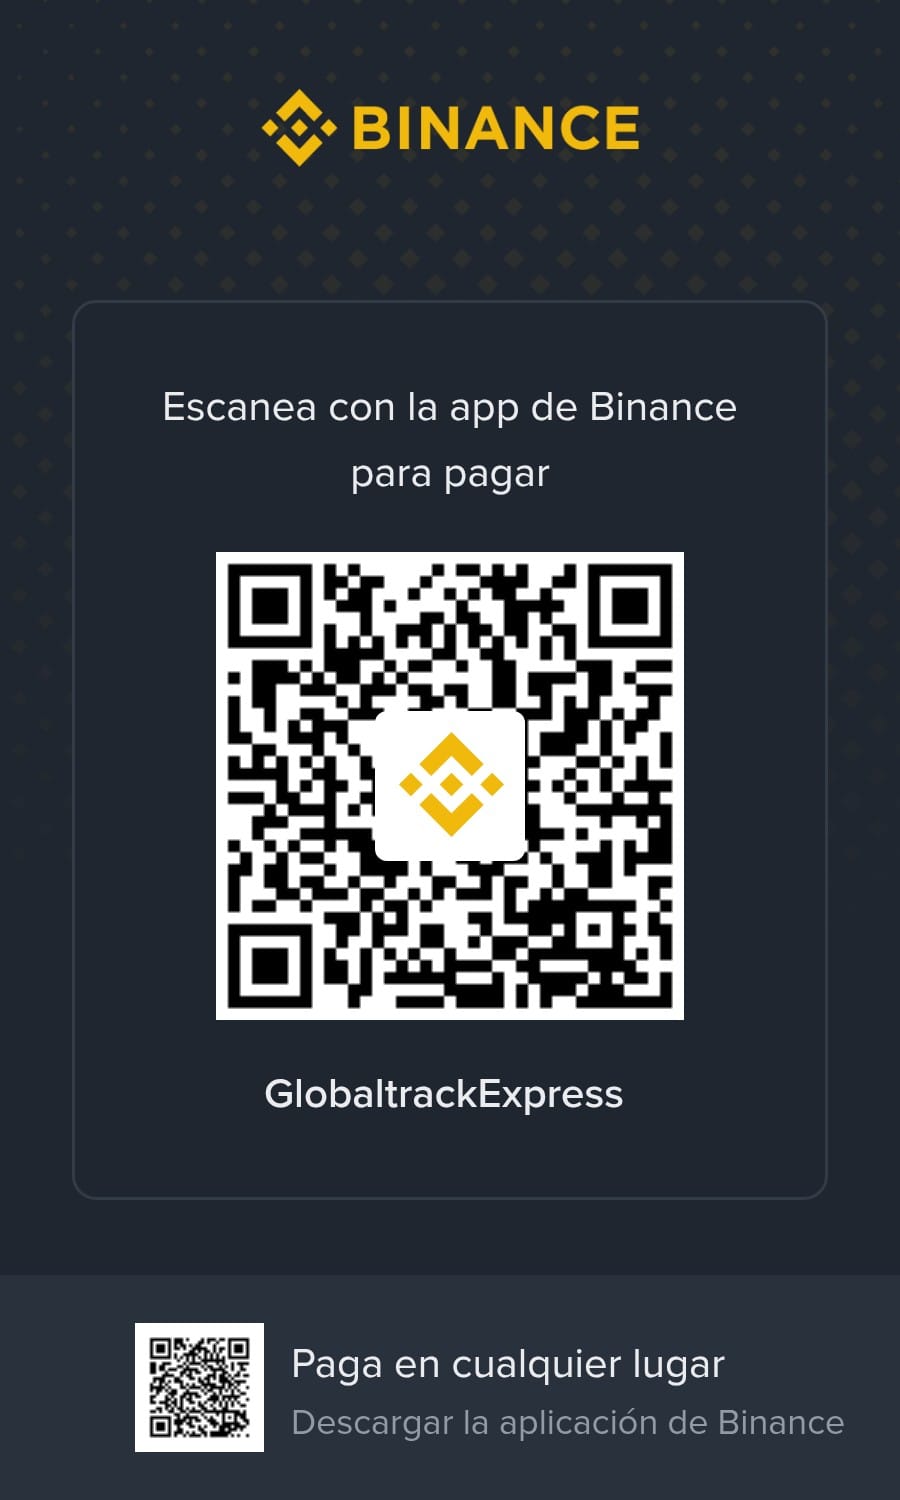 BINANCE
Escanea con la app de Binance
para pagar
GlobaltrackExpress
Paga en cualquier lugar
Descargar la aplicación de Binance